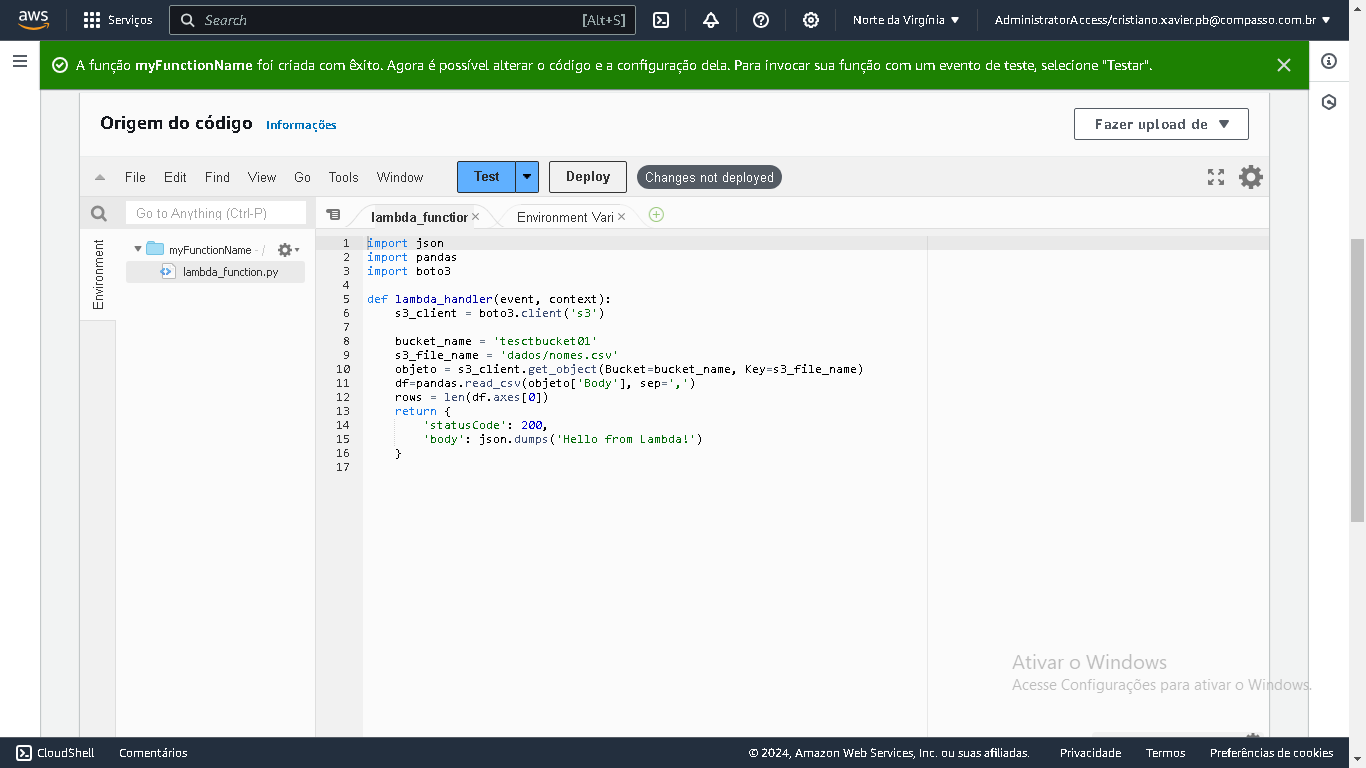 aws
Serviços
Search
[Alt+S]
Norte da Virgínia
AdministratorAccess/cristiano.xavier.pb@compasso.com.br
A função myFunctionName foi criada com êxito. Agora é possível alterar o código e a configuração dela. Para invocar sua função com um evento de teste, selecione "Testar".
Origem do código
Informações
Fazer upload de
File
Edit
Find
View
Go
Tools
Window
Test
Deploy
Changes not deployed
Go to Anything (Ctrl-P)
lambda_function
Environment Vari
Environment
myFunctionName - /
lambda_function.py
1 import json
2 import pandas
3 import boto3
4
5 def lambda_handler(event, context):
6 s3_client = boto3.client('s3')
7
8 bucket_name = 'tesctbucket01'
9 s3_file_name = 'dados/nomes.csv'
10 objeto = s3_client.get_object(Bucket=bucket_name, Key=s3_file_name)
11 df=pandas.read_csv(objeto['Body'], sep=',')
12 rows = len(df.axes[0])
13 return {
14 'statusCode': 200,
15 'body': json.dumps('Hello from Lambda!')
16 }
17
Ativar o Windows
Acesse Configurações para ativar o Windows.
CloudShell
Comentários
© 2024, Amazon Web Services, Inc. ou suas afiliadas.
Privacidade
Termos
Preferências de cookies